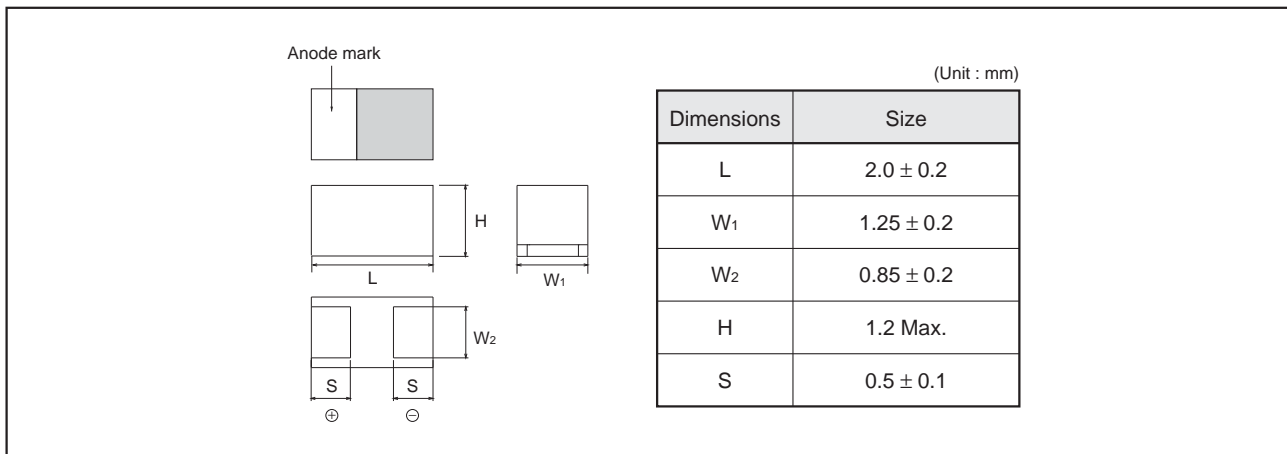 Anode mark
H
L
W1
W2
S S
⊕ ⊖
(Unit : mm)
Dimensions Size
L 2.0 ± 0.2
W1 1.25 ± 0.2
W2 0.85 ± 0.2
H 1.2 Max.
S 0.5 ± 0.1